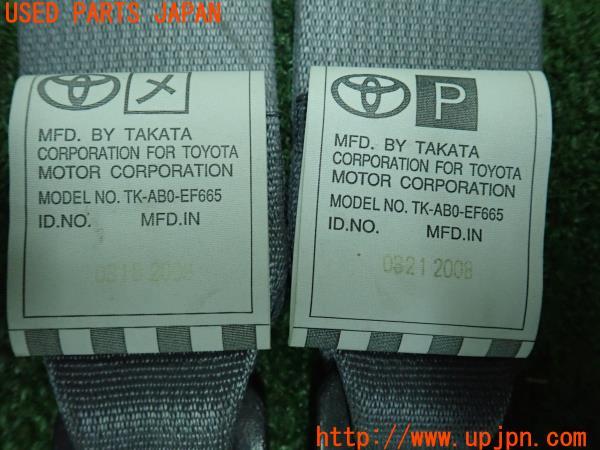 USED PARTS JAPAN
メ
MFD. BY TAKATA
CORPORATION FOR TOYOTA
MOTOR CORPORATION
MODEL NO. TK-AB0-EF665
ID.NO. MFD.IN
2008
P
MFD. BY TAKATA
CORPORATION FOR TOYOTA
MOTOR CORPORATION
MODEL NO. TK-AB0-EF665
ID.NO. MFD.IN
0321 2008
http://www.upjpn.com/